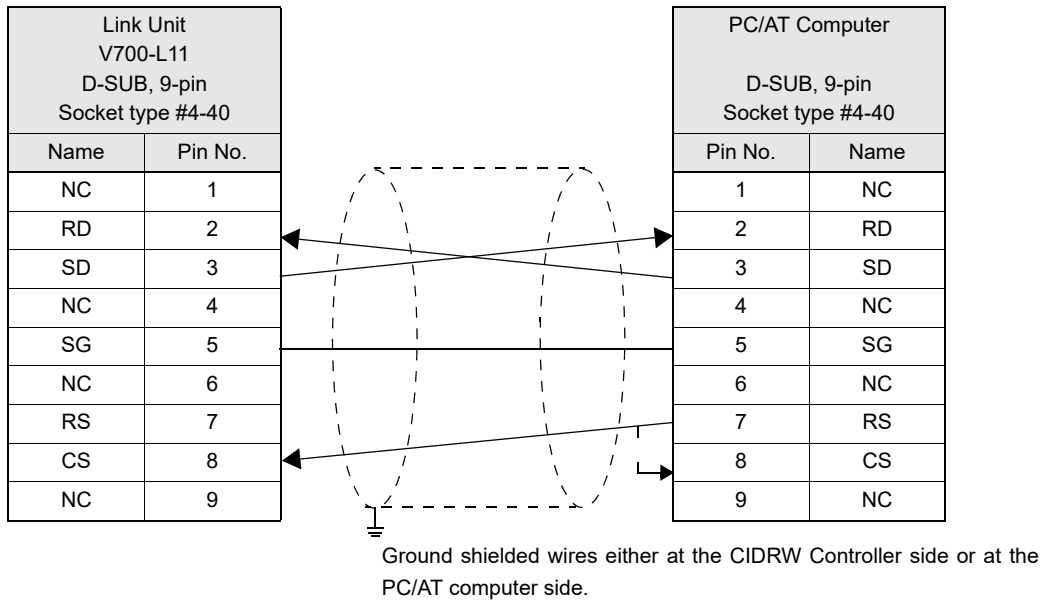 Link Unit
V700-L11
D-SUB, 9-pin
Socket type #4-40
Name Pin No.
NC 1
RD 2
SD 3
NC 4
SG 5
NC 6
RS 7
CS 8
NC 9
PC/AT Computer
D-SUB, 9-pin
Socket type #4-40
Pin No. Name
1 NC
2 RD
3 SD
4 NC
5 SG
6 NC
7 RS
8 CS
9 NC
Ground shielded wires either at the CIDRW Controller side or at the
PC/AT computer side.